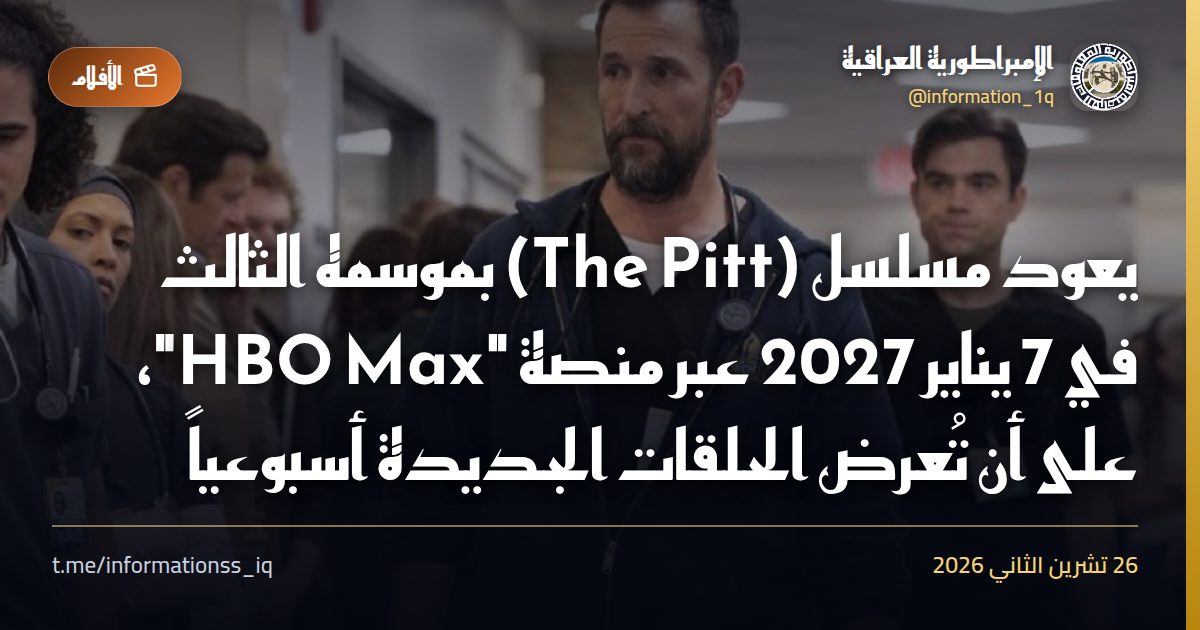 الإمبراطورية العراقية
@information_1q
الأفلام
يعود مسلسل (The Pitt) بموسمه الثالث
في 7 يناير 2027 عبر منصة "HBO Max"،
على أن تُعرض الحلقات الجديدة أسبوعياً
26 تشرين الثاني 2026
t.me/informationss_iq